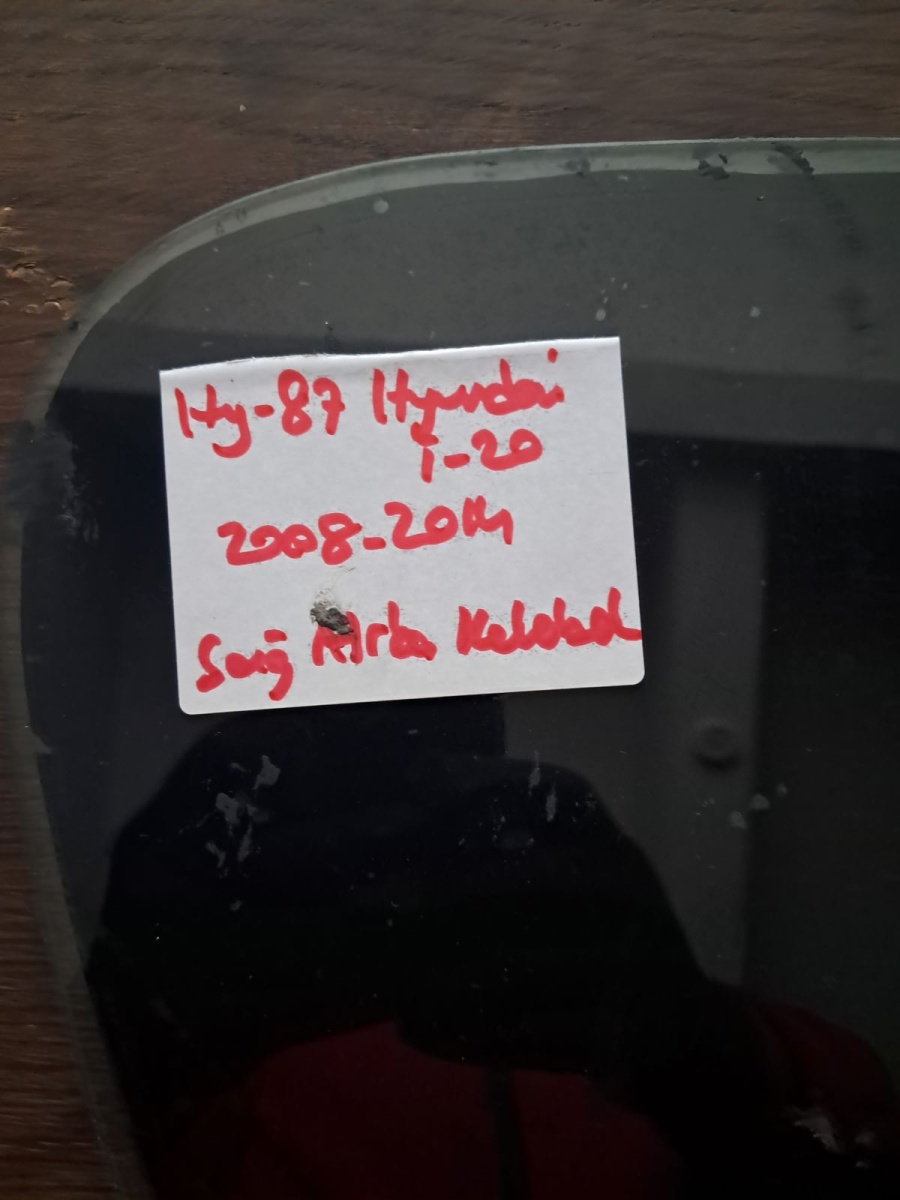 Hy-87 Hyundai
i-20
2008-2014
Sağ Arka Kelebek